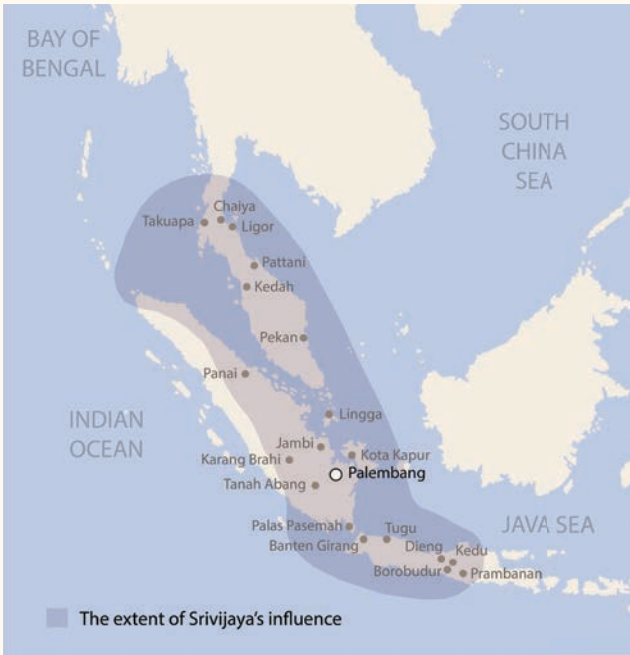 BAY OF
BENGAL
SOUTH
CHINA
SEA
Chaiya
Takuapa
Ligor
Pattani
Kedah
Pekan
Panai
Lingga
INDIAN
OCEAN
Jambi
Kota Kapur
Karang Brahi
Palembang
Tanah Abang
Palas Pasemah
Tugu
JAVA SEA
Banten Girang
Dieng
Kedu
Borobudur
Prambanan
The extent of Srivijaya's influence